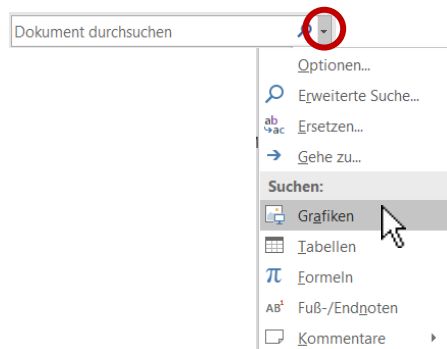 Dokument durchsuchen
Optionen...
Erweiterte Suche...
Ersetzen...
Gehe zu...
Suchen:
Grafiken
Tabellen
Formeln
Fuß-/Endnoten
Kommentare